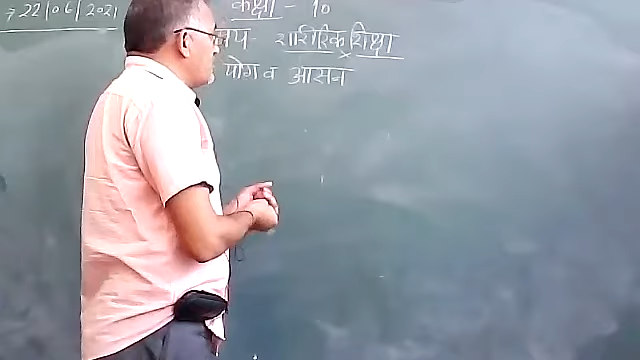 22/06/2021
कक्षा - 10
शारीरिक शिक्षा
योग व आसन